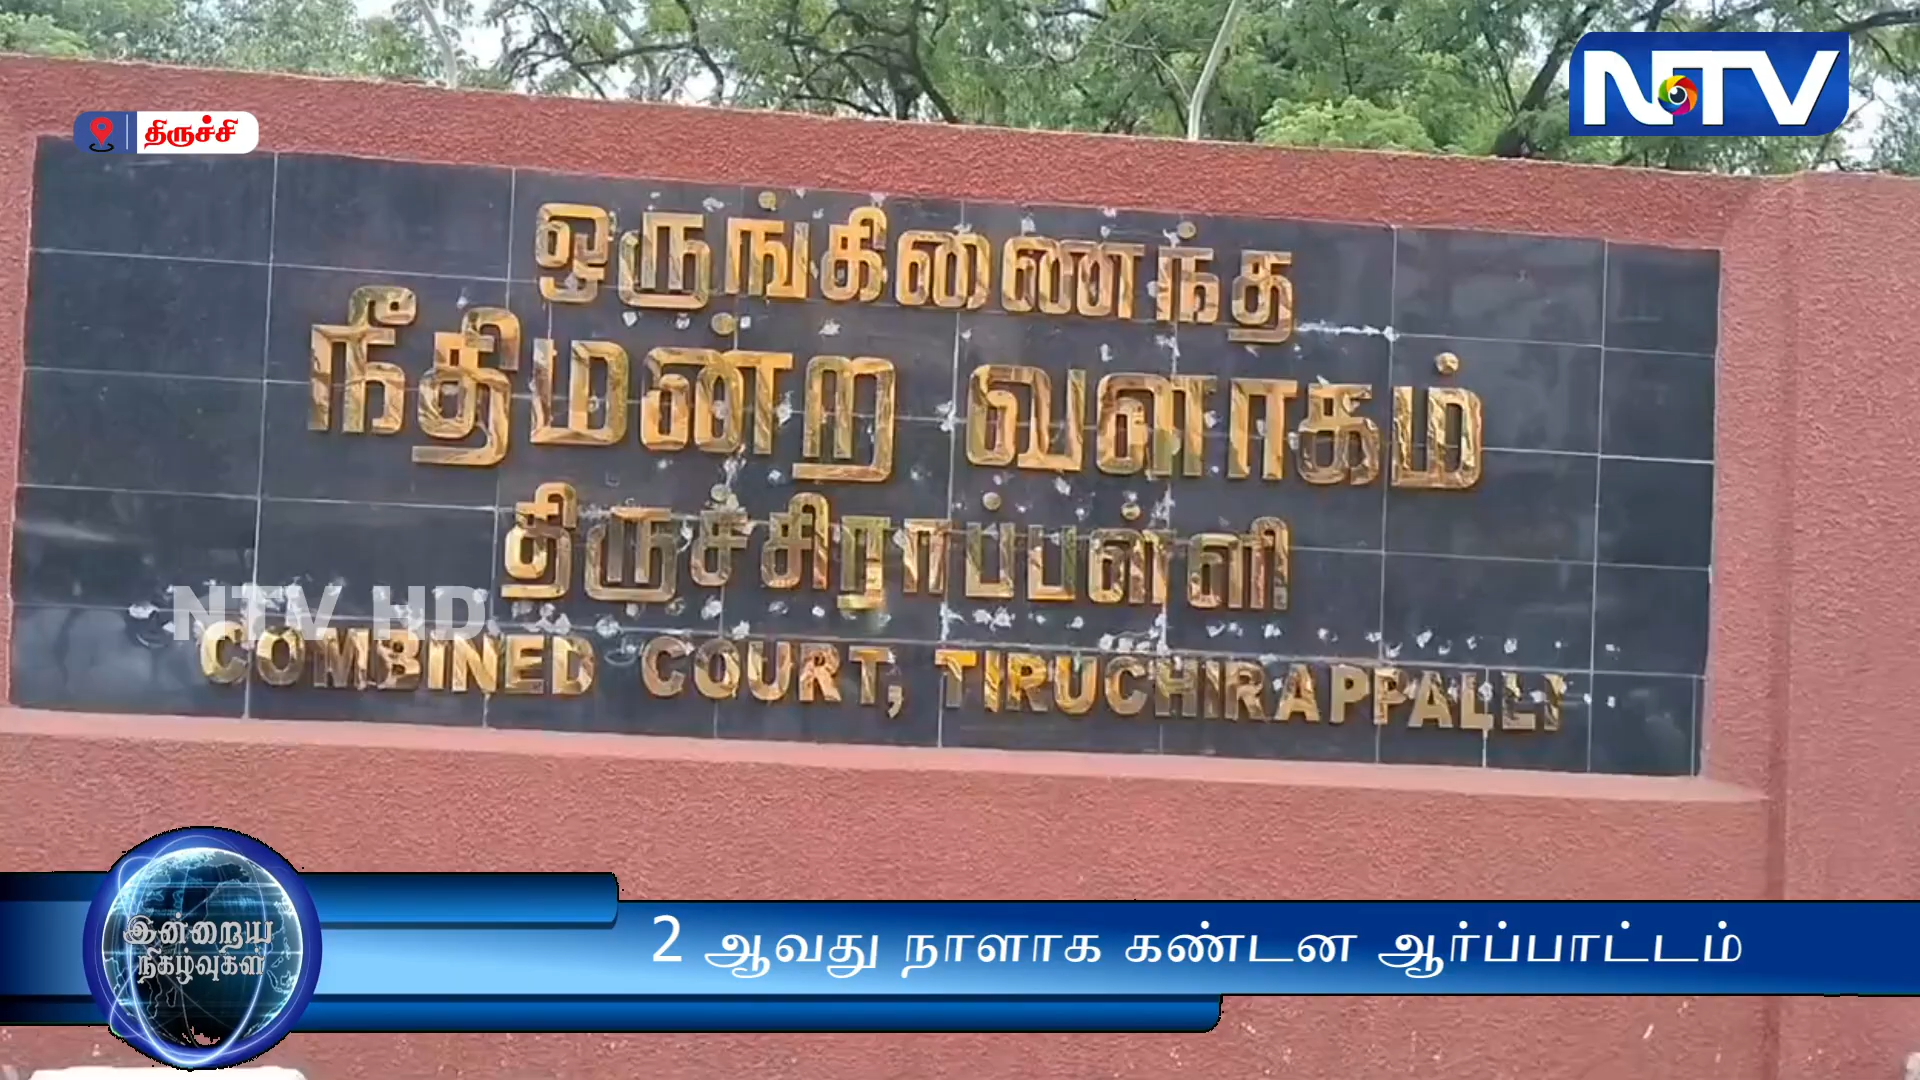 NTV
திருச்சி
ஒருங்கிணைந்த
நீதிமன்ற வளாகம்
திருச்சிராப்பள்ளி
NTV HD
COMBINED COURT, TIRUCHIRAPPALLI
இன்றைய
நிகழ்வுகள்
2 ஆவது நாளாக கண்டன ஆர்ப்பாட்டம்